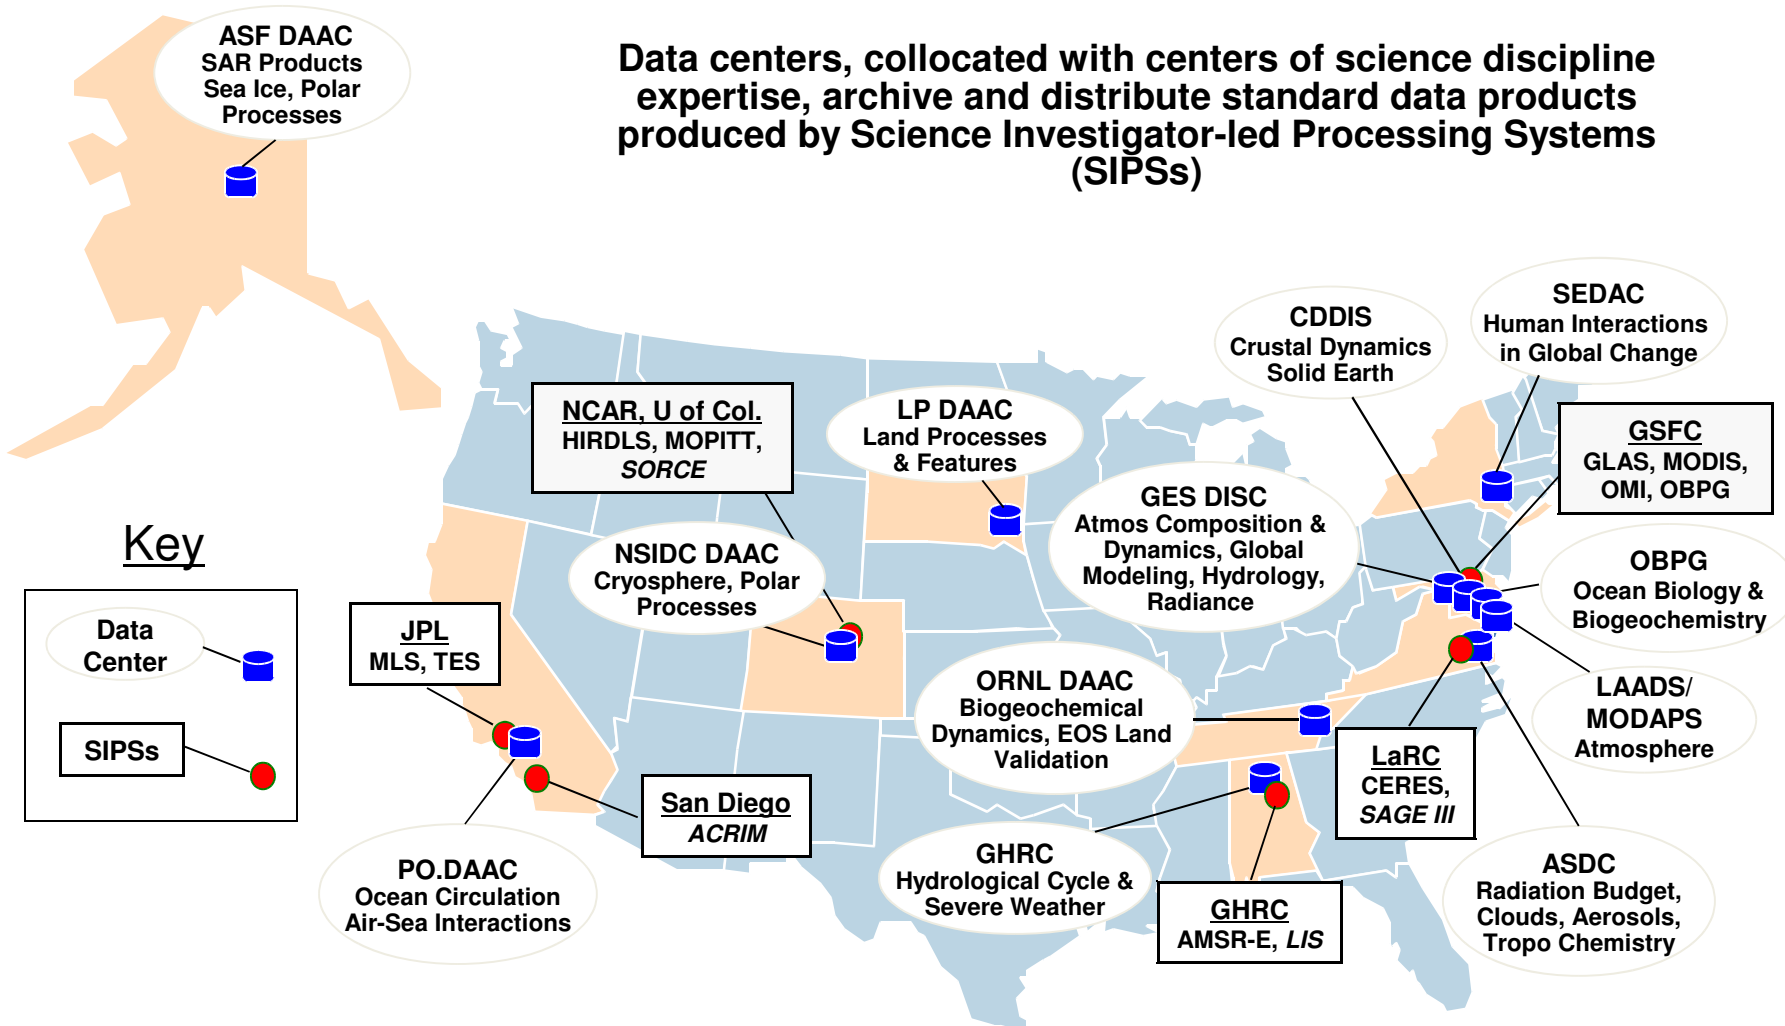 ASF DAAC
SAR Products
Sea Ice, Polar
Processes
Data centers, collocated with centers of science discipline
expertise, archive and distribute standard data products
produced by Science Investigator-led Processing Systems
(SIPSs)
CDDIS
Crustal Dynamics
Solid Earth
SEDAC
Human Interactions
in Global Change
NCAR, U of Col.
HIRDLS, MOPITT,
SORCE
LP DAAC
Land Processes
& Features
GSFC
GLAS, MODIS,
OMI, OBPG
GES DISC
Atmos Composition &
Dynamics, Global
Modeling, Hydrology,
Radiance
NSIDC DAAC
Cryosphere, Polar
Processes
OBPG
Ocean Biology &
Biogeochemistry
Key
Data
Center
SIPSs
JPL
MLS, TES
ORNL DAAC
Biogeochemical
Dynamics, EOS Land
Validation
LAADS/
MODAPS
Atmosphere
LaRC
CERES,
SAGE III
San Diego
ACRIM
PO.DAAC
Ocean Circulation
Air-Sea Interactions
GHRC
Hydrological Cycle &
Severe Weather
GHRC
AMSR-E, LIS
ASDC
Radiation Budget,
Clouds, Aerosols,
Tropo Chemistry